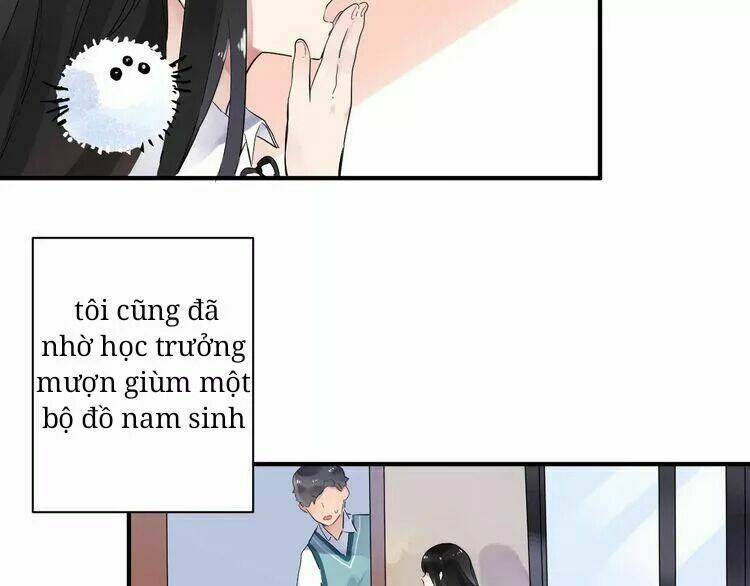 tôi cũng đã
nhờ học trưởng
mượn giùm một
bộ đồ nam sinh